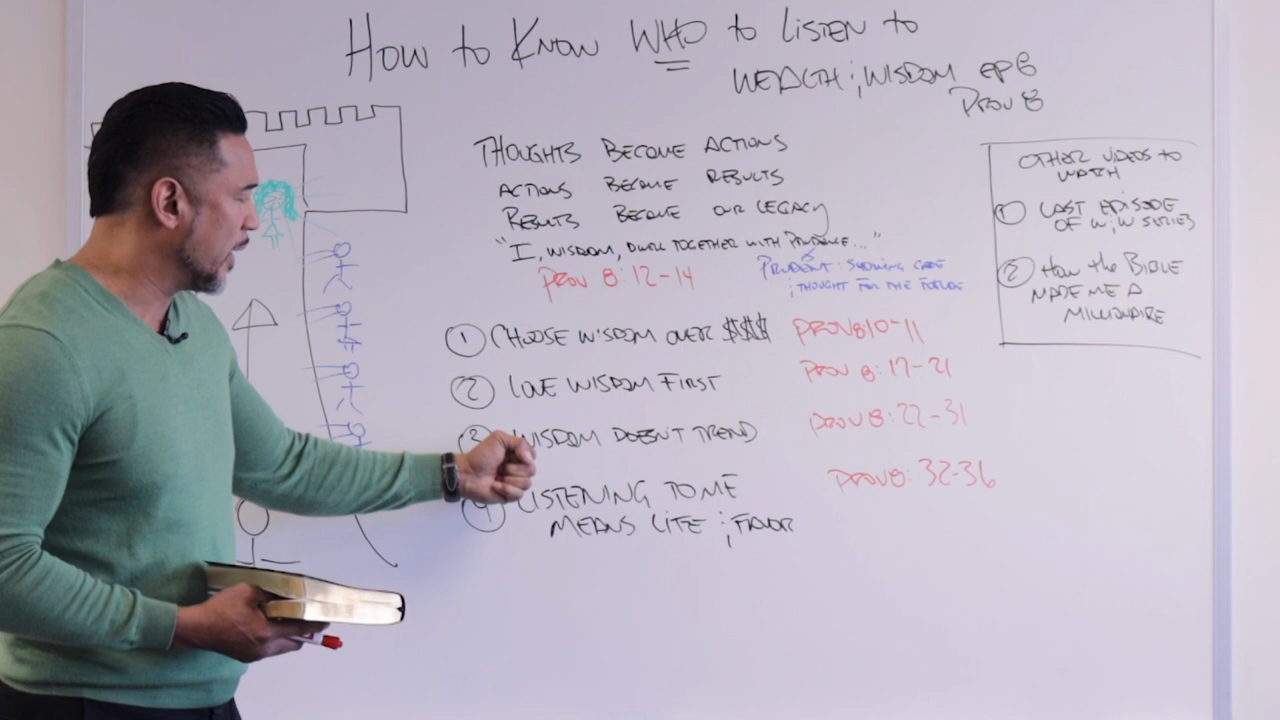 How to Know WHO to Listen to
WEALTH & WISDOM EP 6
PROV 8
THOUGHTS BECOME ACTIONS
ACTIONS BECOME RESULTS
RESULTS BECOME OUR LEGACY
"I, WISDOM, DWELL TOGETHER WITH PRUDENCE..."
PROV 8:12-14
PRUDENT: SHOWING CARE
& THOUGHT FOR THE FUTURE
① CHOOSE WISDOM OVER $$$$ PROV 8:10-11
② LOVE WISDOM FIRST PROV 8:17-21
③ WISDOM DOESN'T TREND PROV 8:22-31
④ LISTENING TO ME PROV 8:32-36
MEANS LIFE & FAVOR
OTHER VIDEOS TO
WATCH
① LAST EPISODE
OF W&W SERIES
② How the BIBLE
MADE ME A
MILLIONAIRE